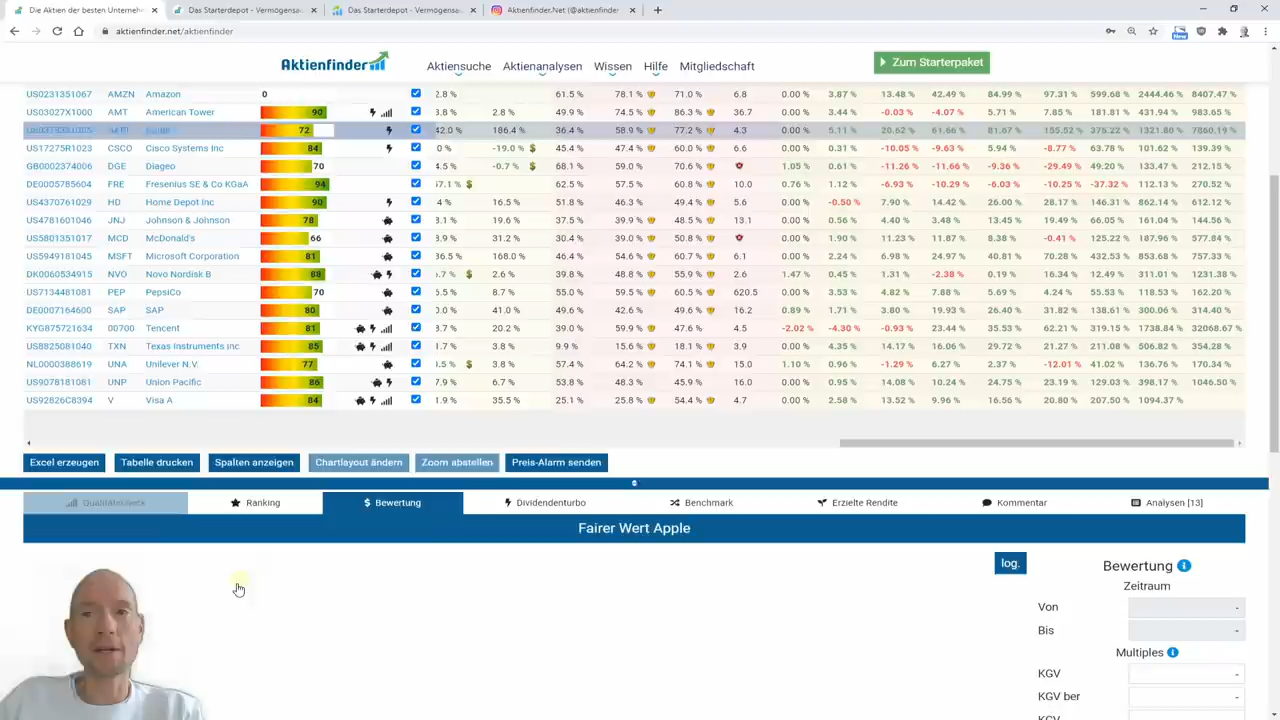 Die Aktien der besten Unterneh
Das Starterdepot - Vermögensa
Das Starterdepot - Vermögensa
Aktienfinder.Net (@aktienfinder
aktienfinder.net/aktienfinder
New
Aktienfinder
Aktiensuche Aktienanalysen Wissen Hilfe Mitgliedschaft
Zum Starterpaket
US0231351067 AMZN Amazon 0 2.8 % 61.5 % 78.1 % 71.0 % 6.8 0.00 % 3.87 % 13.48 % 42.49 % 84.99 % 97.31 % 599.68 % 2444.46 % 8407.47 %
US03027X1000 AMT American Tower 90 3.8 % 2.8 % 49.9 % 74.5 % 86.3 % 36.7 0.00 % 3.44 % -0.03 % -4.07 % 5.71 % 7.85 % 181.81 % 431.94 % 983.65 %
72 42.0 % 186.4 % 36.4 % 58.9 % 77.2 % 4.3 0.00 % 5.11 % 20.62 % 61.66 % 81.67 % 155.52 % 376.22 % 1321.80 % 7860.19 %
US17275R1023 CSCO Cisco Systems Inc 84 .0 % -19.0 % $ 45.4 % 47.4 % 60.0 % 6.6 0.00 % 0.31 % -10.05 % -9.63 % 5.94 % -8.77 % 63.78 % 101.62 % 139.39 %
GB0002374006 DGE Diageo 70 4.5 % -0.7 % $ 68.1 % 59.0 % 70.6 % 1.05 % 0.61 % -11.26 % -11.66 % -9.36 % -29.49 % 49.20 % 133.47 % 212.15 %
DE0005785604 FRE Fresenius SE & Co KGaA 94 57.1 % $ 62.5 % 57.5 % 60.8 % 10.0 0.76 % 1.12 % -6.93 % -10.29 % -6.03 % -10.25 % -37.32 % 112.13 % 270.52 %
US4370761029 HD Home Depot Inc 90 .4 % 16.5 % 51.8 % 46.3 % 49.4 % 5.6 0.00 % -0.50 % 7.90 % 14.42 % 26.00 % 28.17 % 146.31 % 862.14 % 612.12 %
US4781601046 JNJ Johnson & Johnson 78 3.1 % 19.6 % 37.5 % 39.9 % 48.5 % 3.1 0.00 % 0.56 % 4.40 % 3.48 % 13.45 % 19.49 % 66.05 % 161.04 % 144.56 %
US5801351017 MCD McDonald's 66 3.9 % 31.2 % 30.4 % 39.0 % 50.8 % 0.00 % 1.90 % 11.23 % 11.87 % 8.38 % -0.41 % 125.22 % 187.96 % 577.84 %
US5949181045 MSFT Microsoft Corporation 81 36.5 % 168.0 % 46.4 % 54.6 % 60.7 % 6.1 0.00 % 2.24 % 6.98 % 24.97 % 40.81 % 70.28 % 432.53 % 853.68 % 757.33 %
DK0060534915 NVO Novo Nordisk B 88 5.7 % $ 2.6 % 39.8 % 48.8 % 55.9 % 2.6 1.47 % 0.45 % 1.31 % -2.38 % 0.19 % 16.34 % 12.49 % 311.01 % 1231.38 %
US7134481081 PEP PepsiCo 70 5.5 % 8.7 % 55.0 % 59.5 % 60.5 % 620.5 0.00 % 3.53 % 4.82 % 7.88 % 5.69 % 4.24 % 55.53 % 118.53 % 162.20 %
DE0007164600 SAP SAP 80 0.0 % 41.0 % 49.6 % 42.6 % 49.6 % 16.2 0.89 % 1.71 % 3.80 % 19.93 % 26.40 % 31.82 % 138.61 % 300.06 % 314.40 %
KYG875721634 00700 Tencent 81 3.7 % 20.2 % 39.0 % 59.9 % 47.6 % 4.5 -2.02 % -4.30 % -0.93 % 23.44 % 35.53 % 62.21 % 319.15 % 1738.84 % 32068.67 %
US8825081040 TXN Texas Instruments Inc 85 1.7 % 3.8 % 9.9 % 15.6 % 18.1 % 3.9 0.00 % 4.35 % 14.17 % 16.06 % 29.72 % 21.27 % 211.08 % 506.82 % 354.28 %
NL0000388619 UNA Unilever N.V. 77 .5 % $ 3.8 % 57.4 % 64.2 % 74.1 % 15.0 1.10 % 0.96 % -1.29 % 6.27 % 2.37 % -12.01 % 41.02 % 136.76 % 170.34 %
US9078181081 UNP Union Pacific 86 7.9 % 6.7 % 53.8 % 48.3 % 45.9 % 16.0 0.00 % 0.95 % 14.08 % 10.24 % 24.75 % 23.19 % 129.03 % 398.17 % 1046.50 %
US92826C8394 V Visa A 84 1.9 % 35.5 % 25.1 % 25.8 % 54.4 % 4.7 0.00 % 2.58 % 13.52 % 9.96 % 16.56 % 20.80 % 207.50 % 1094.37 %
Excel erzeugen Tabelle drucken Spalten anzeigen Chartlayout ändern Zoom abstellen Preis-Alarm senden
Qualitätscheck Ranking $ Bewertung Dividendenturbo Benchmark Erzielte Rendite Kommentar Analysen [13]
Fairer Wert Apple
log.
Bewertung
Zeitraum
Von -
Bis -
Multiples
KGV -
KGV ber -
KGV